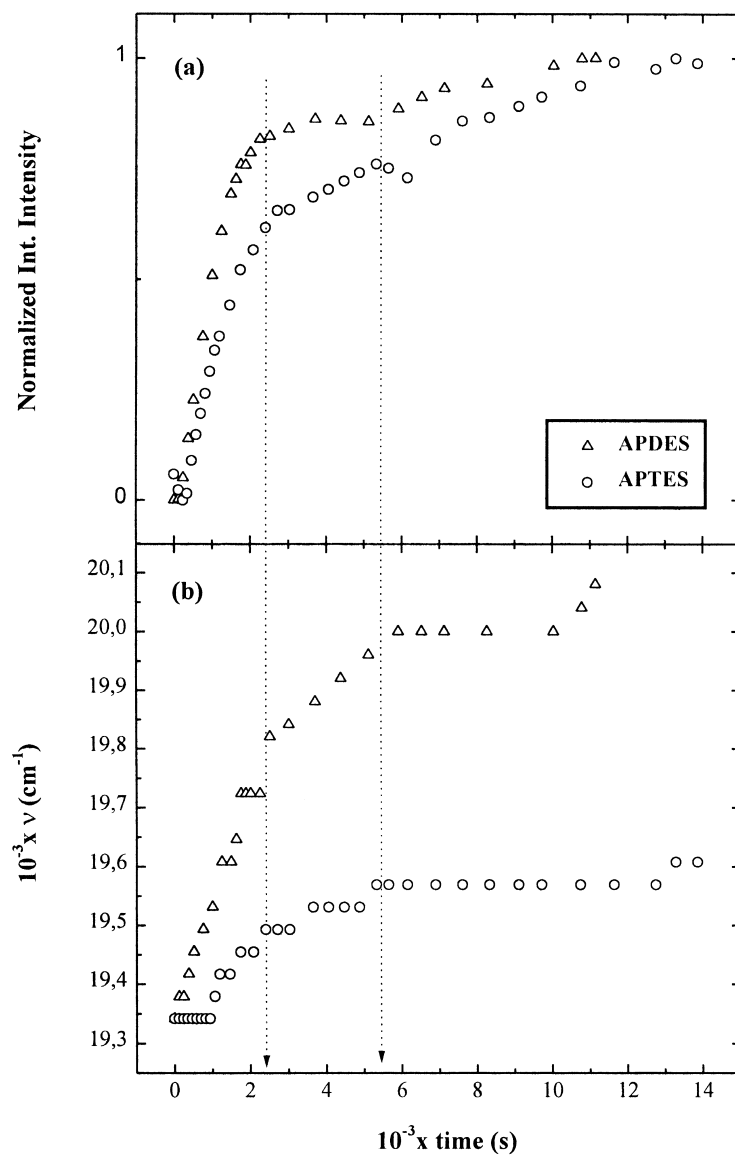 (a)
1
0
Normalized Int. Intensity
APDES
APTES
(b)
20,1
20,0
19,9
19,8
19,7
19,6
19,5
19,4
19,3
10⁻³x ν (cm⁻¹)
0 2 4 6 8 10 12 14
10⁻³x time (s)